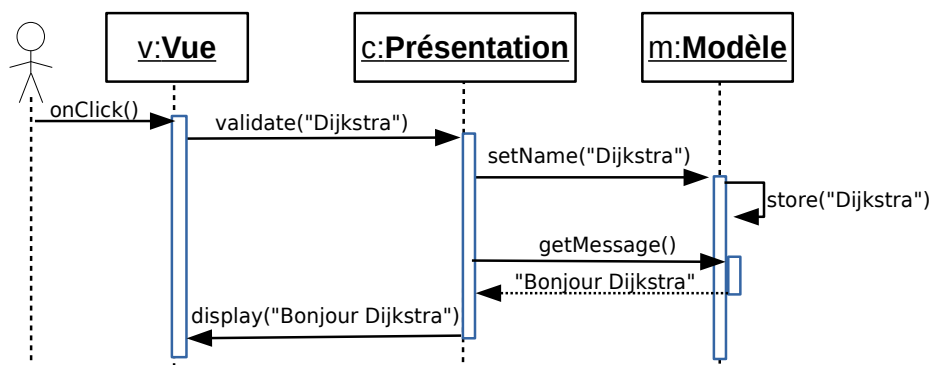 v:Vue
c:Présentation
m:Modèle
onClick()
validate("Dijkstra")
setName("Dijkstra")
store("Dijkstra")
getMessage()
"Bonjour Dijkstra"
display("Bonjour Dijkstra")